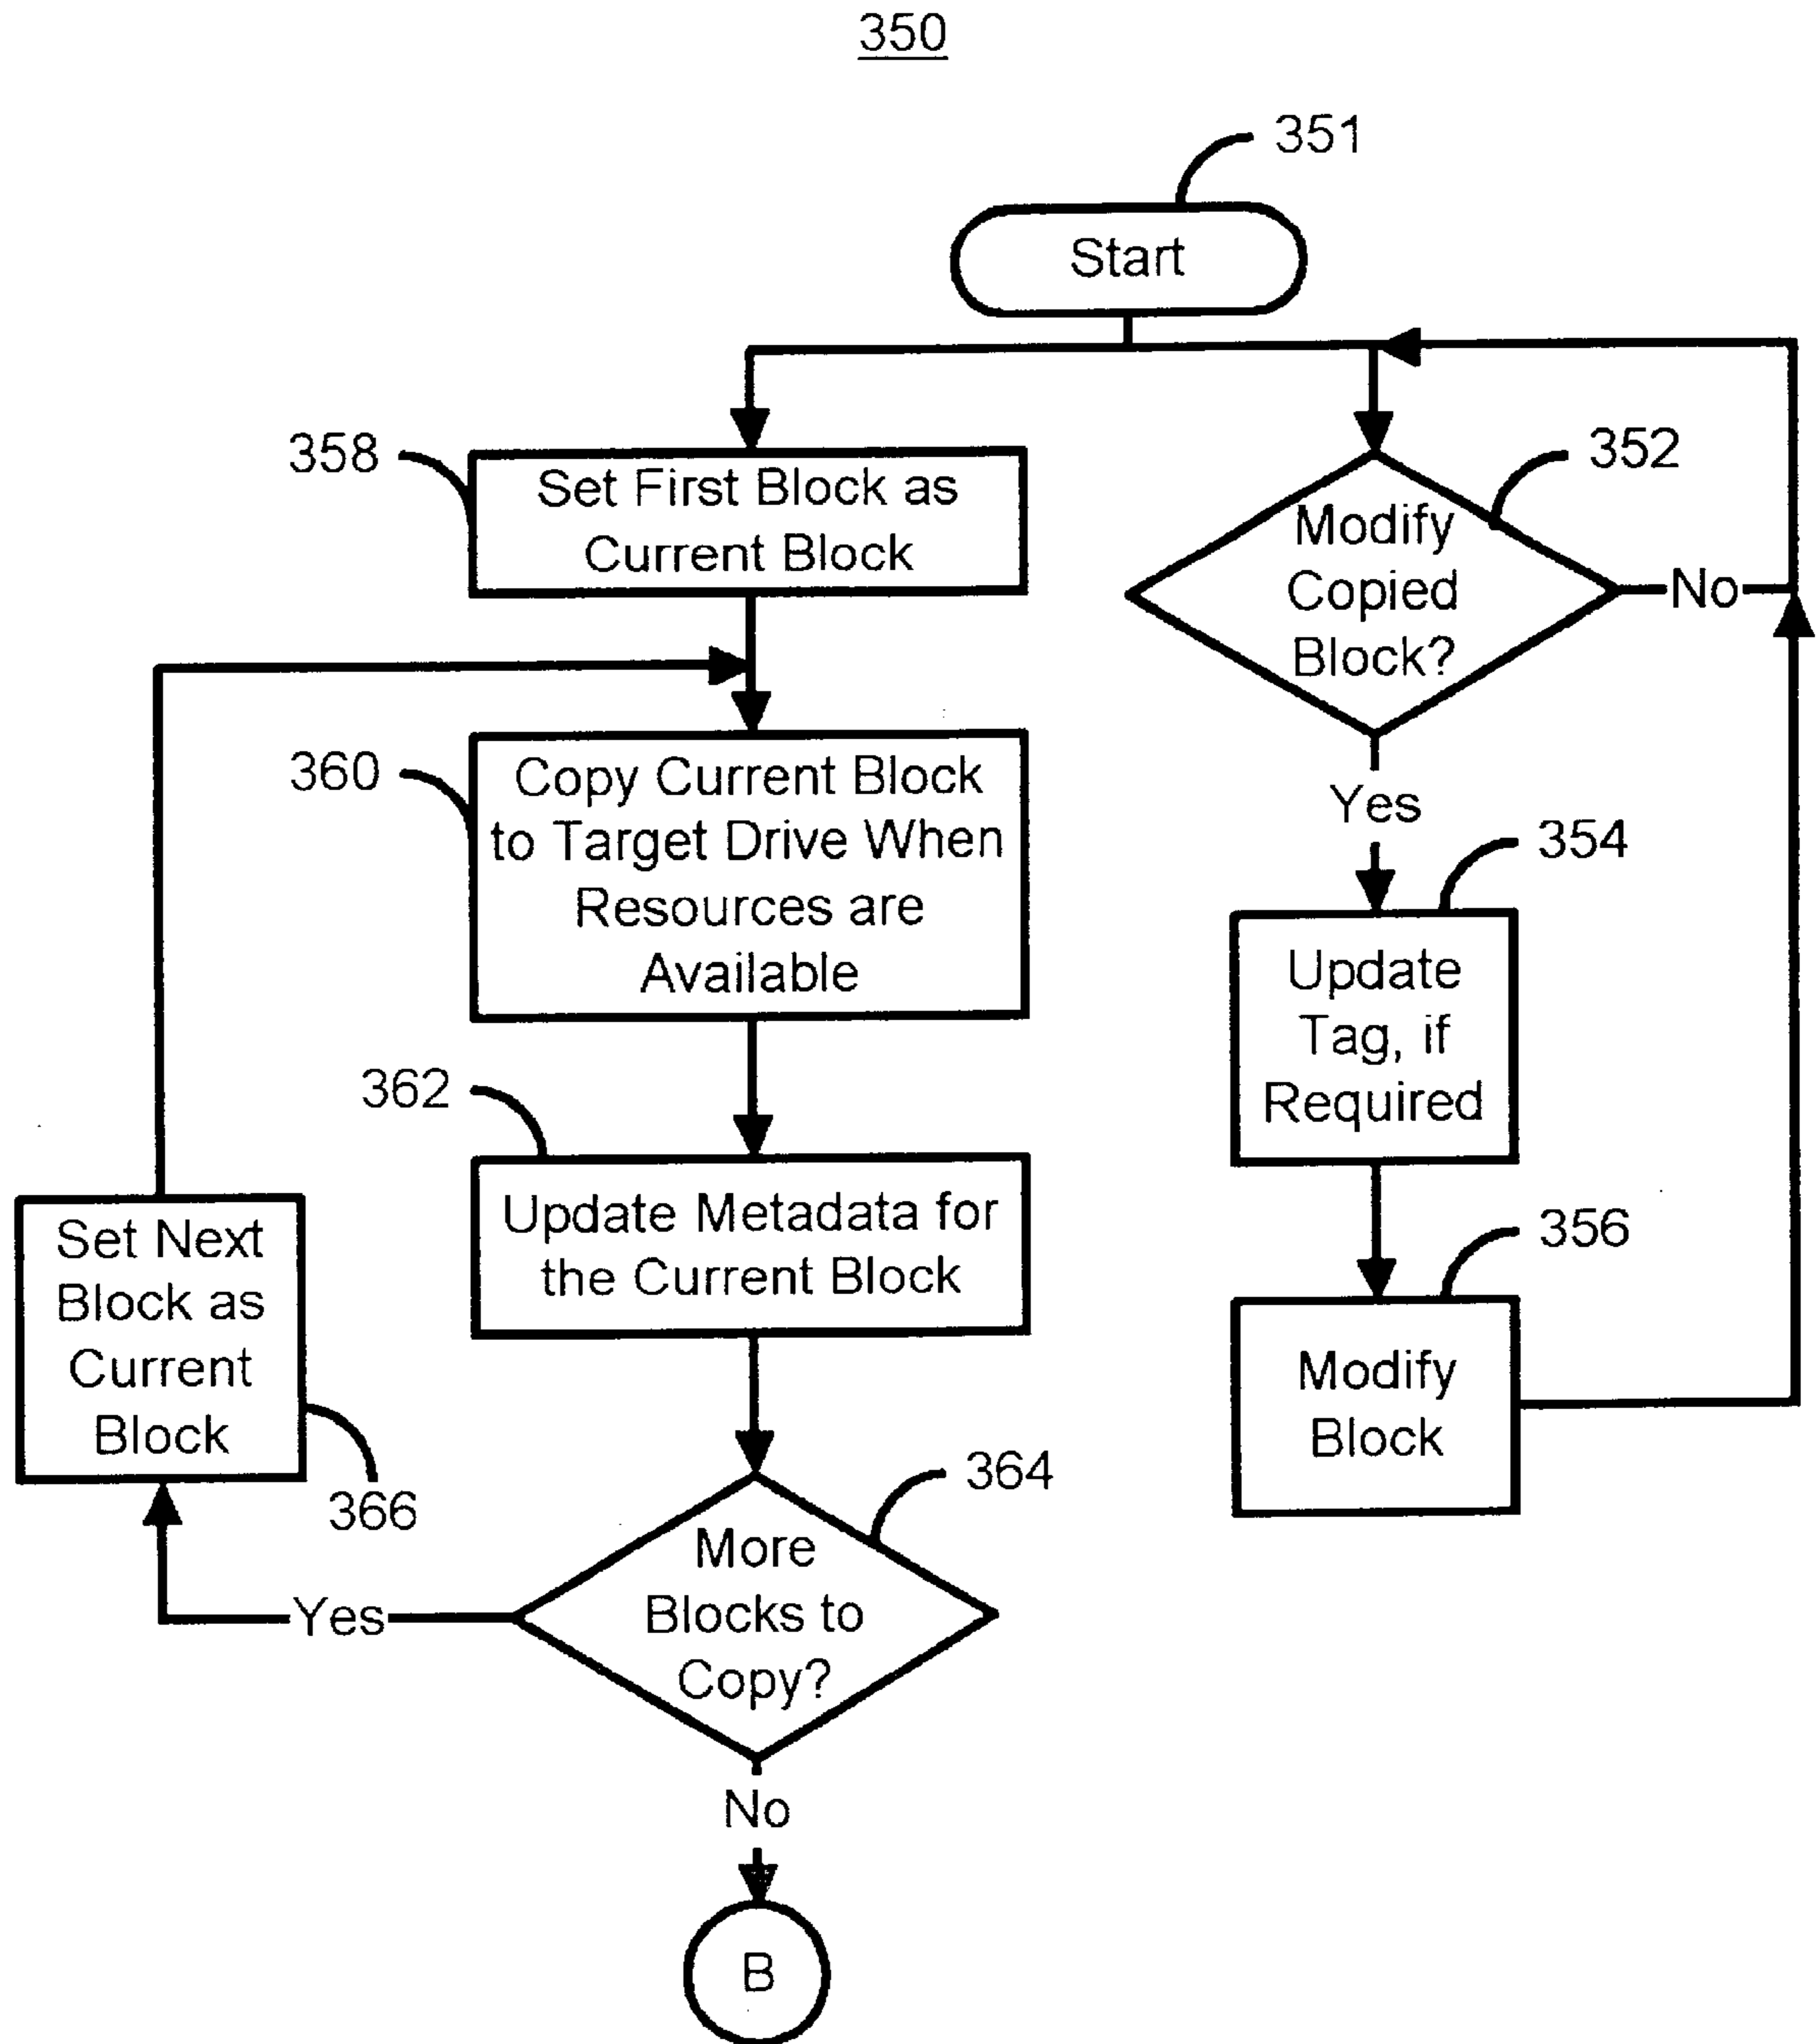 350
351
Start
358
Set First Block as
Current Block
352
Modify
Copied
Block?
No
Yes
360
Copy Current Block
to Target Drive When
Resources are
Available
354
Update
Tag, if
Required
362
Update Metadata for
the Current Block
356
Modify
Block
Set Next
Block as
Current
Block
366
364
More
Blocks to
Copy?
Yes
No
B